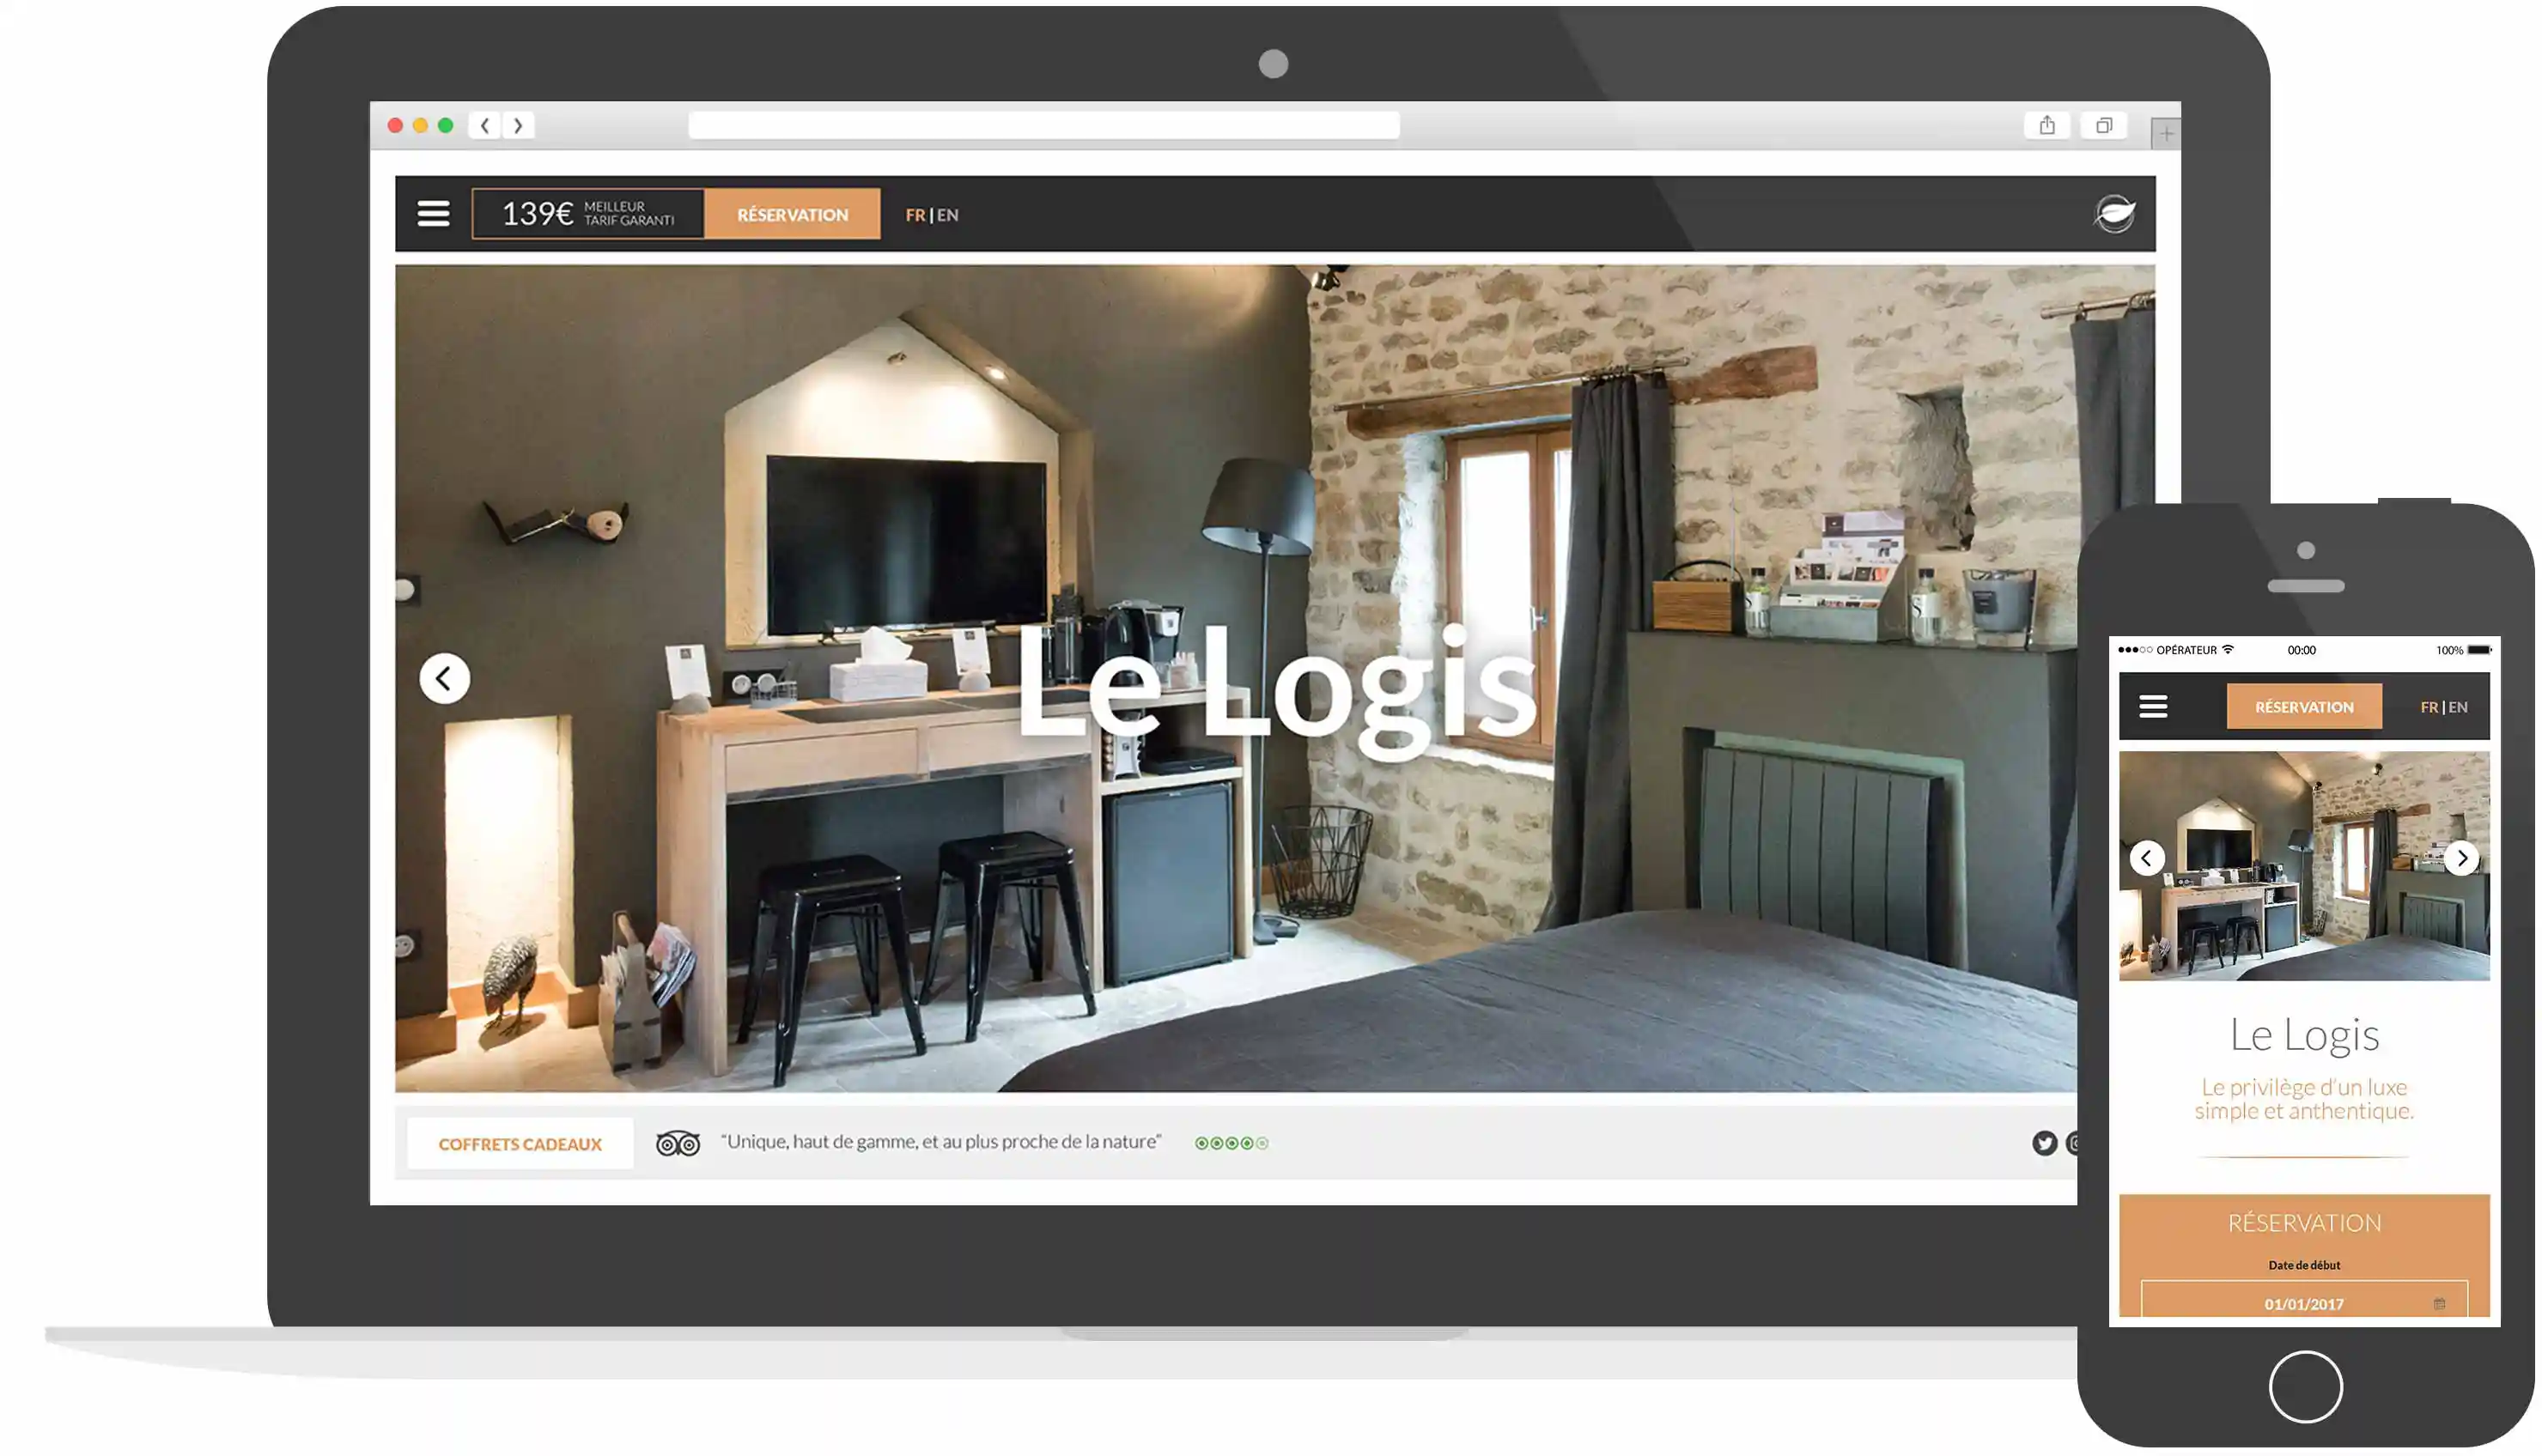 139€ MEILLEUR
TARIF GARANTI
RÉSERVATION
FR | EN
Le Logis
COFFRETS CADEAUX
"Unique, haut de gamme, et au plus proche de la nature"
OPÉRATEUR 00:00 100%
RÉSERVATION
FR | EN
Le Logis
Le privilège d'un luxe
simple et anthentique.
RÉSERVATION
Date de début
01/01/2017